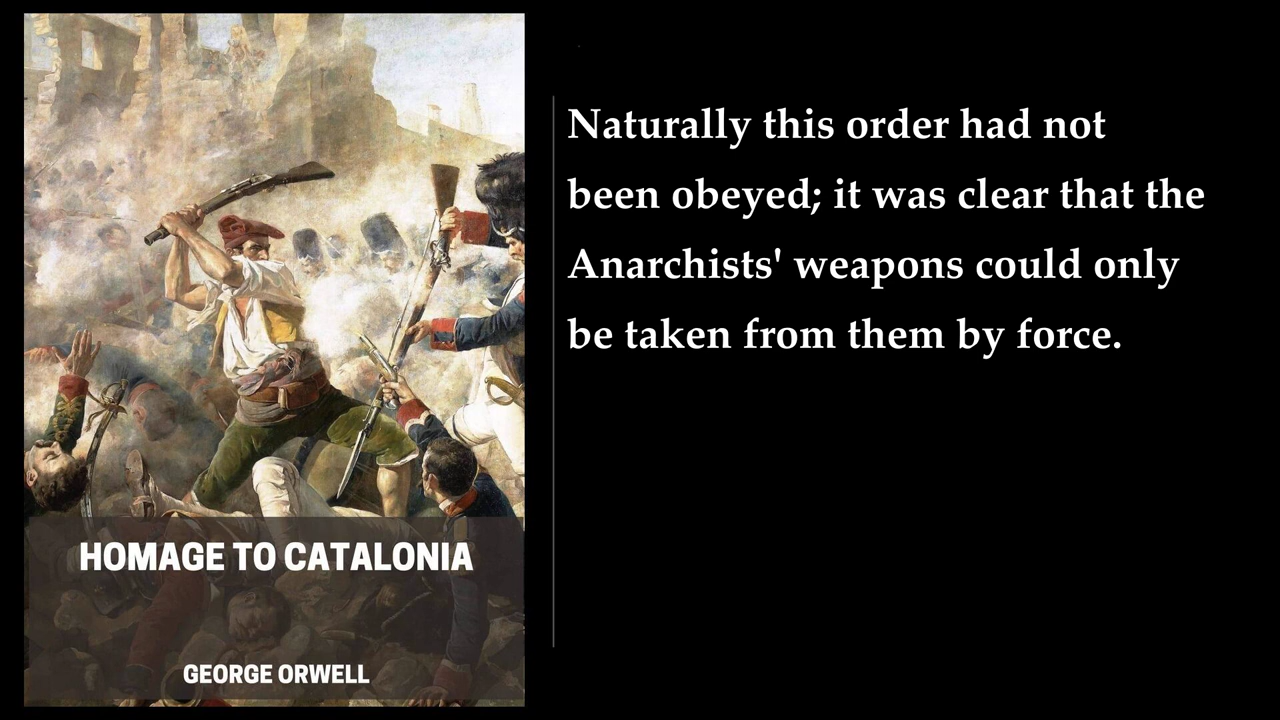 Naturally this order had not
been obeyed; it was clear that the
Anarchists' weapons could only
be taken from them by force.
HOMAGE TO CATALONIA
GEORGE ORWELL